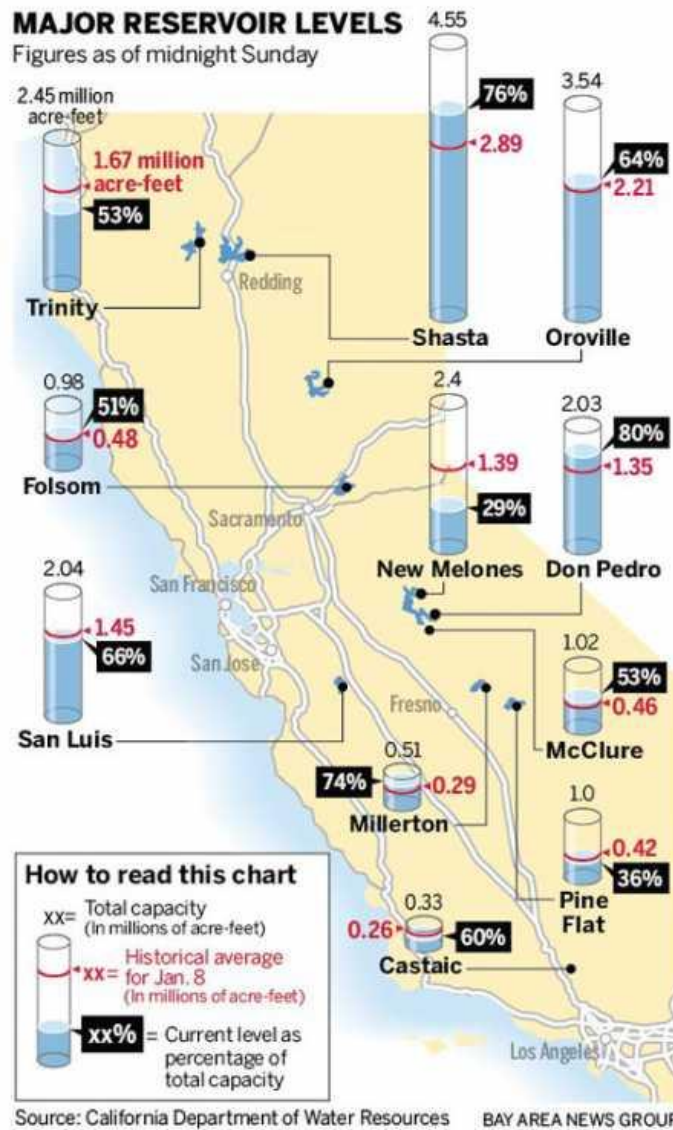 MAJOR RESERVOIR LEVELS
Figures as of midnight Sunday
2.45 million
acre-feet
1.67 million
acre-feet
53%
Trinity
4.55
76%
2.89
Shasta
3.54
64%
2.21
Oroville
Redding
0.98
51%
0.48
Folsom
Sacramento
2.4
1.39
29%
New Melones
2.03
80%
1.35
Don Pedro
San Francisco
2.04
1.45
66%
San Luis
San Jose
Fresno
1.02
53%
0.46
McClure
0.51
74%
0.29
Millerton
1.0
0.42
36%
Pine
Flat
0.33
0.26
60%
Castaic
Los Angeles
How to read this chart
xx= Total capacity
(In millions of acre-feet)
xx= Historical average
for Jan. 8
(In millions of acre-feet)
xx% = Current level as
percentage of
total capacity
Source: California Department of Water Resources
BAY AREA NEWS GROUP